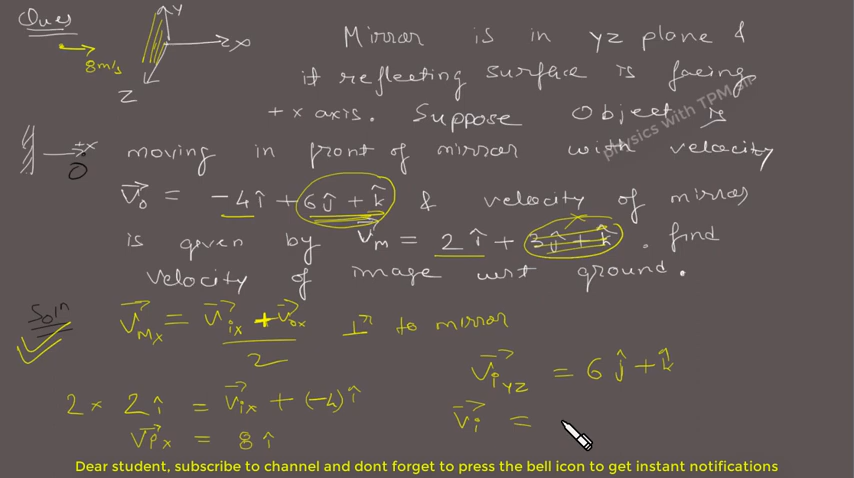 Ques
Y
X
8m/s
Z
Mirror is in yz plane &
it reflecting surface is facing
+x axis. Suppose Object is
+x
O
moving in front of mirror with velocity
V⃗o = -4î + 6ĵ + k̂ & velocity of mirror
is given by V⃗m = 2î + 3ĵ + k̂ . find
velocity of image wrt ground.
physics with TPM sir
Soln
V⃗Mx = (V⃗ix + V⃗ox)/2 ⊥r to mirror
V⃗iyz = 6ĵ + k̂
2 × 2î = V⃗ix + (-4)î
V⃗i =
V⃗ix = 8î
Dear student, subscribe to channel and dont forget to press the bell icon to get instant notifications